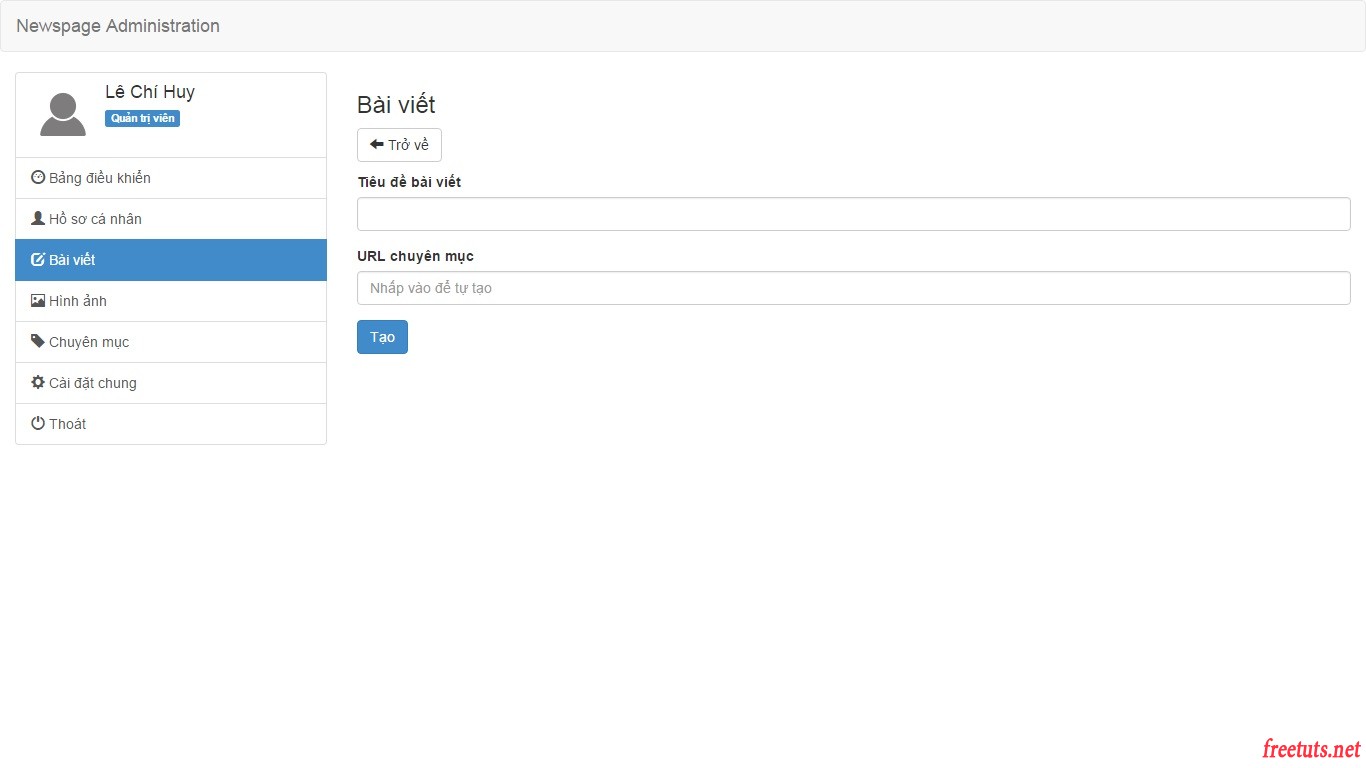 Newspage Administration
Lê Chí Huy
Quản trị viên
Bảng điều khiển
Hồ sơ cá nhân
Bài viết
Hình ảnh
Chuyên mục
Cài đặt chung
Thoát
Bài viết
Trở về
Tiêu đề bài viết
URL chuyên mục
Nhấp vào để tự tạo
Tạo
freetuts.net